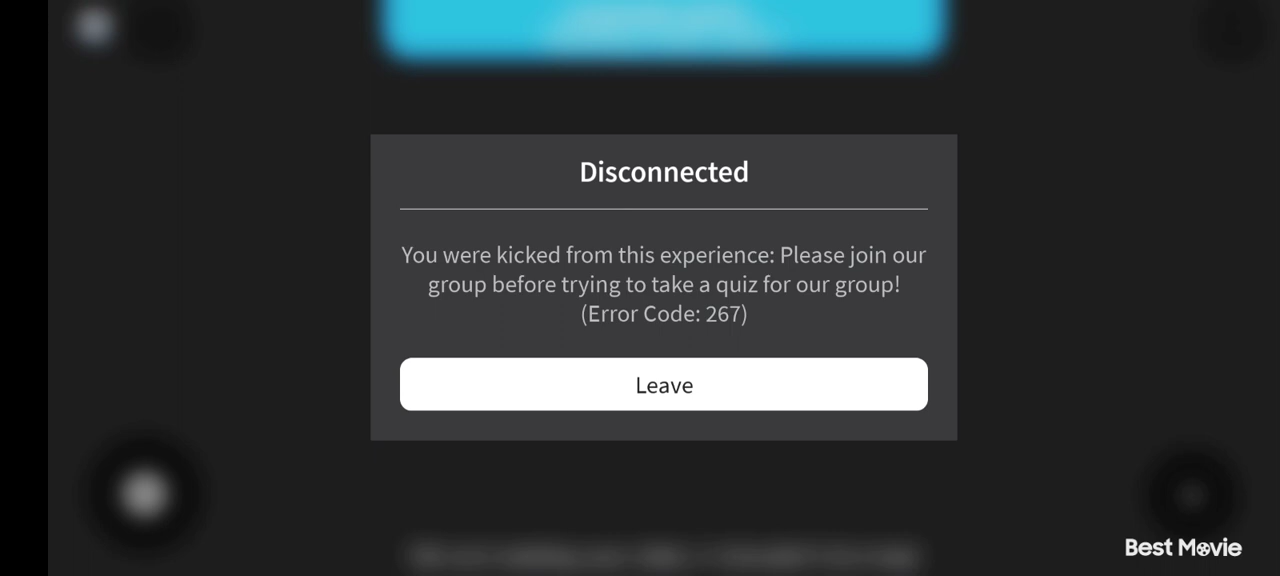 Disconnected
You were kicked from this experience: Please join our
group before trying to take a quiz for our group!
(Error Code: 267)
Leave
Best Movie